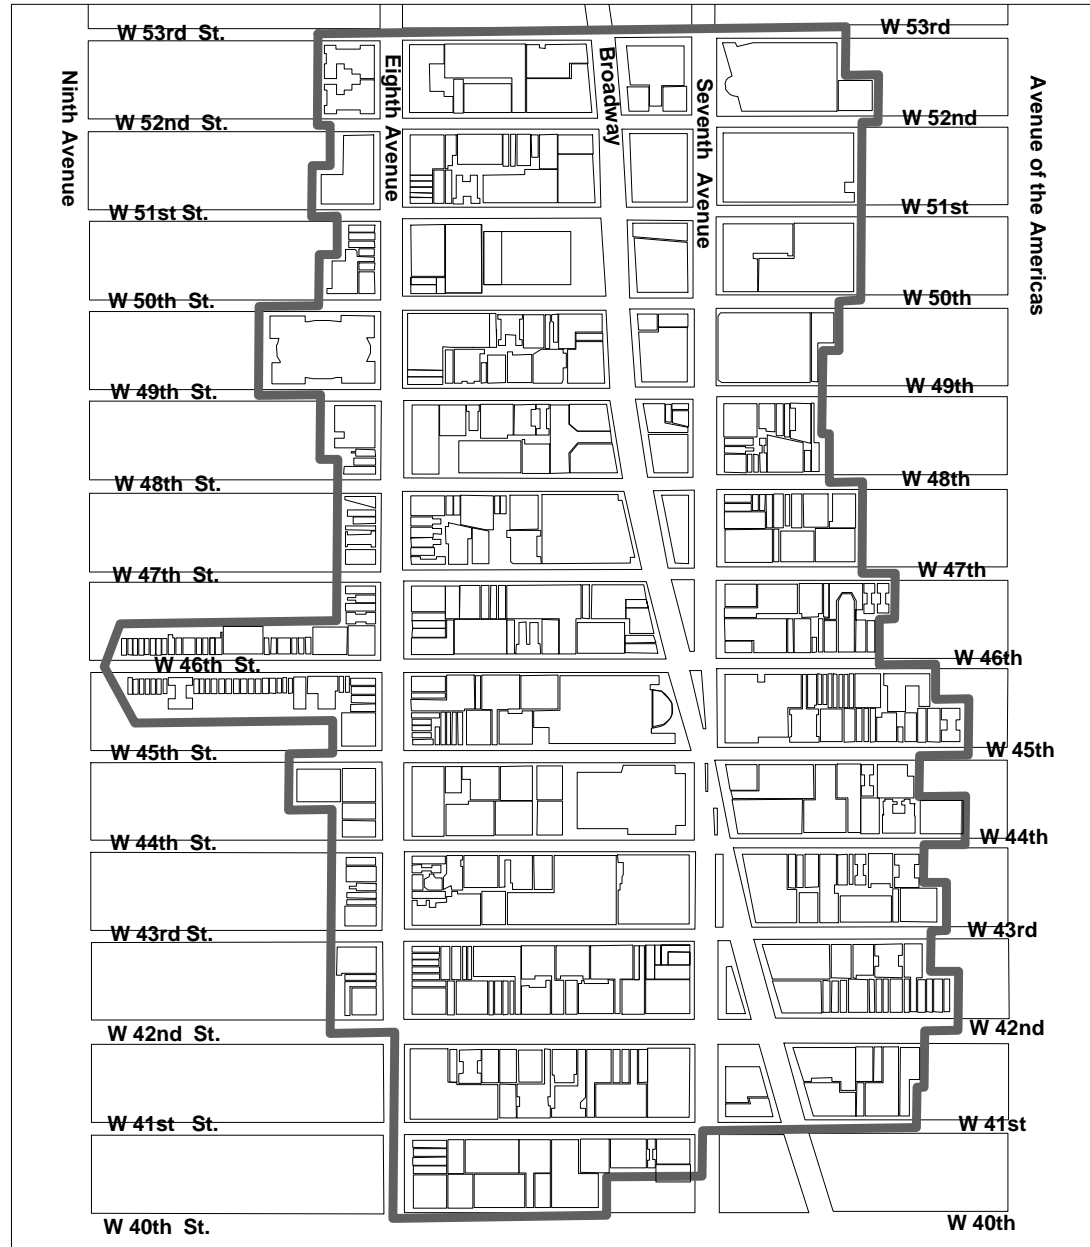 W 53rd St.
W 53rd
Ninth Avenue
Eighth Avenue
Broadway
Seventh Avenue
Avenue of the Americas
W 52nd St.
W 52nd
W 51st St.
W 51st
W 50th St.
W 50th
W 49th St.
W 49th
W 48th St.
W 48th
W 47th St.
W 47th
W 46th St.
W 46th
W 45th St.
W 45th
W 44th St.
W 44th
W 43rd St.
W 43rd
W 42nd St.
W 42nd
W 41st St.
W 41st
W 40th St.
W 40th